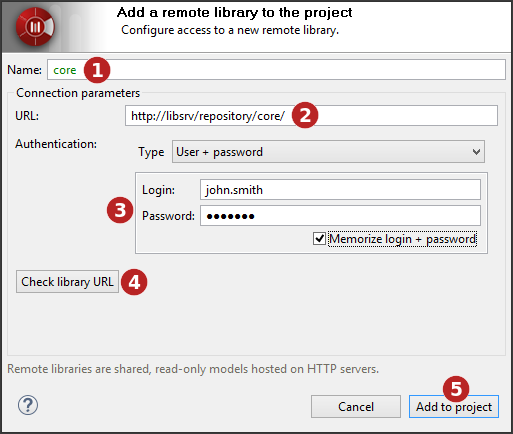 Add a remote library to the project
Configure access to a new remote library.
Name: core 1
Connection parameters
URL: http://libsrv/repository/core/ 2
Authentication: Type User + password
Login: john.smith
3
Password: ●●●●●●●
Memorize login + password
Check library URL 4
Remote libraries are shared, read-only models hosted on HTTP servers.
5
? Cancel Add to project